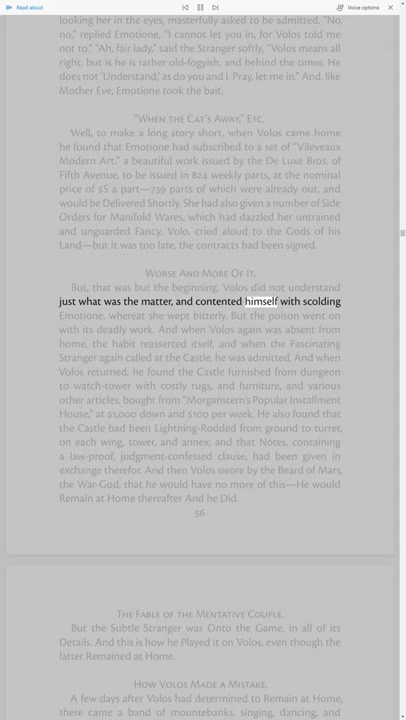 Read aloud
Voice options
looking her in the eyes, masterfully asked to be admitted. "No,
no," replied Emotione, "I cannot let you in, for Volos told me
not to." "Ah, fair lady," said the Stranger softly, "Volos means all
right, but is he is rather old-fogyish, and behind the times. He
does not 'Understand,' as do you and I. Pray, let me in." And. like
Mother Eve, Emotione took the bait..
"When the Cat's Away," Etc.
Well, to make a long story short, when Volos came home
he found that Emotione had subscribed to a set of "Vileveaux
Modern Art," a beautiful work issued by the De Luxe Bros. of
Fifth Avenue, to be issued in 824 weekly parts, at the nominal
price of $S a part—739 parts of which were already out, and
would be Delivered Shortly. She had also given a number of Side
Orders for Manifold Wares, which had dazzled her untrained
and unguarded Fancy. Volo, cried aloud to the Gods of his
Land—but it was too late, the contracts bad been signed.
Worse And More Of It.
But, that was but the beginning. Volos did not understand
just what was the matter, and contented himself with scolding
Emotione, whereat she wept bitterly. But the poison went on
with its deadly work. And when Volos again was absent from
home, the habit reasserted itself, and when the Fascinating
Stranger again called at the Castle, he was admitted. And when
Volos returned, he found the Castle furnished from dungeon
to watch-tower with costly rugs, and furniture, and various
other articles, bought from "Morganstern's Popular Installment
House," at $1,000 down and $100 per week. He also found that
the Castle bad been Lightning-Rodded from ground to turret,
on each wing, tower, and annex; and that Notes, containing
a law-proof, judgment-confessed clause, had been given in
exchange therefor. And then Volos swore by the Beard of Mars,
the War-God, that he would have no more of this—He would
Remain at Home thereafter And he Did,
56
The Fable of the Mentative Couple.
But the Subtle Stranger was Onto the Game, in all of its
Details. And this is how he Played it on Volos, even though the
latter Remained at Home.
How Volos Made a Mistake.
A few days after Volos had determined to Remain at Home,
there came a band of mountebanks, singing, dancing, and